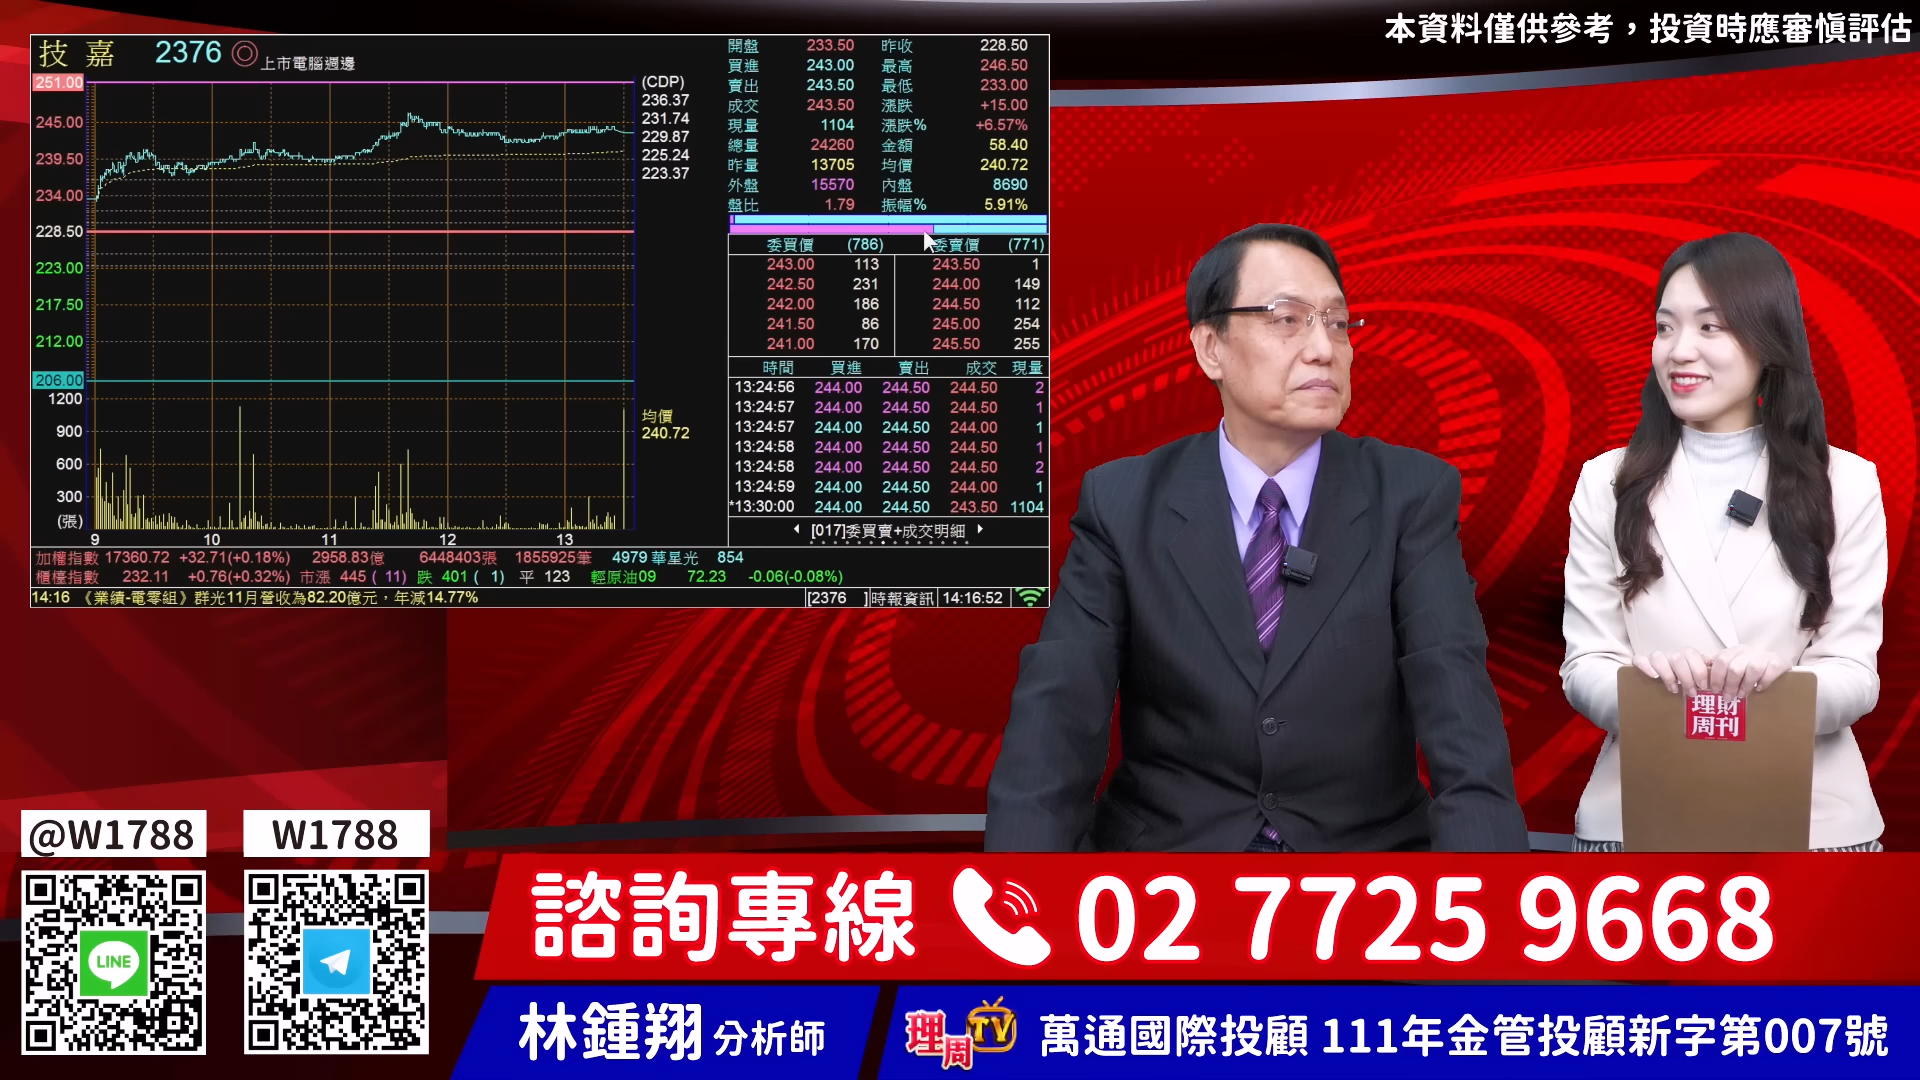 本資料僅供參考，投資時應審慎評估
技嘉 2376 ◎ 上市電腦週邊
251.00
245.00
239.50
234.00
228.50
223.00
217.50
212.00
206.00
1200
900
600
300
(張)
9 10 11 12 13
(CDP)
236.37
231.74
229.87
225.24
223.37
均價
240.72
開盤 233.50 昨收 228.50
買進 243.00 最高 246.50
賣出 243.50 最低 233.00
成交 243.50 漲跌 +15.00
現量 1104 漲跌% +6.57%
總量 24260 金額 58.40
昨量 13705 均價 240.72
外盤 15570 內盤 8690
盤比 1.79 振幅% 5.91%
委買價 (786) 委賣價 (771)
243.00 113 243.50 1
242.50 231 244.00 149
242.00 186 244.50 112
241.50 86 245.00 254
241.00 170 245.50 255
時間 買進 賣出 成交 現量
13:24:56 244.00 244.50 244.50 2
13:24:57 244.00 244.50 244.50 1
13:24:57 244.00 244.50 244.00 1
13:24:58 244.00 244.50 244.50 1
13:24:58 244.00 244.50 244.50 2
13:24:59 244.00 244.50 244.00 1
*13:30:00 244.00 244.50 243.50 1104
[017]委買賣+成交明細
加權指數 17360.72 +32.71(+0.18%) 2958.83億 6448403張 1855925筆 4979 華星光 854
櫃檯指數 232.11 +0.76(+0.32%) 市漲 445 ( 11) 跌 401 ( 1) 平 123 輕原油09 72.23 -0.06(-0.08%)
14:16 《業績-電零組》群光11月營收為82.20億元，年減14.77% [2376 ]時報資訊 14:16:52
理財
周刊
@W1788
W1788
LINE
諮詢專線 02 7725 9668
林鍾翔 分析師
理周TV
萬通國際投顧 111年金管投顧新字第007號